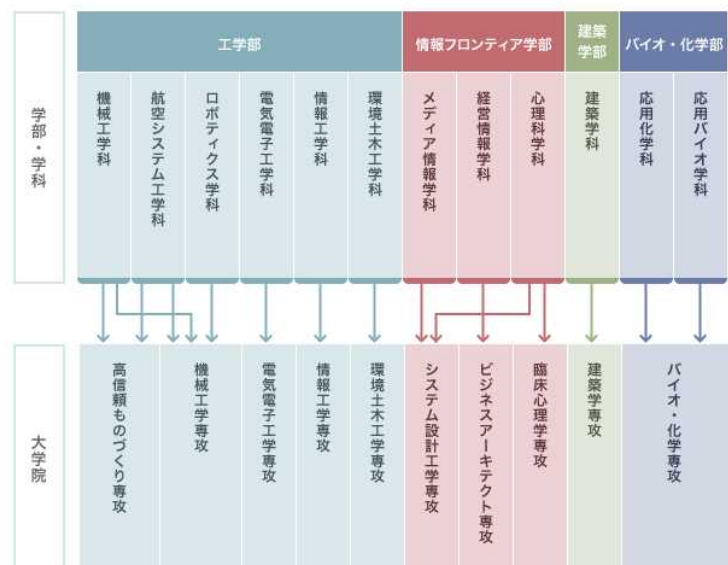 工学部
情報フロンティア学部
建築
学部
バイオ・化学部
学部・学科
機械工学科
航空システム工学科
ロボティクス学科
電気電子工学科
情報工学科
環境土木工学科
メディア情報学科
経営情報学科
心理科学科
建築学科
応用化学科
応用バイオ学科
大学院
高信頼ものづくり専攻
機械工学専攻
電気電子工学専攻
情報工学専攻
環境土木工学専攻
システム設計工学専攻
ビジネスアーキテクト専攻
臨床心理学専攻
建築学専攻
バイオ・化学専攻